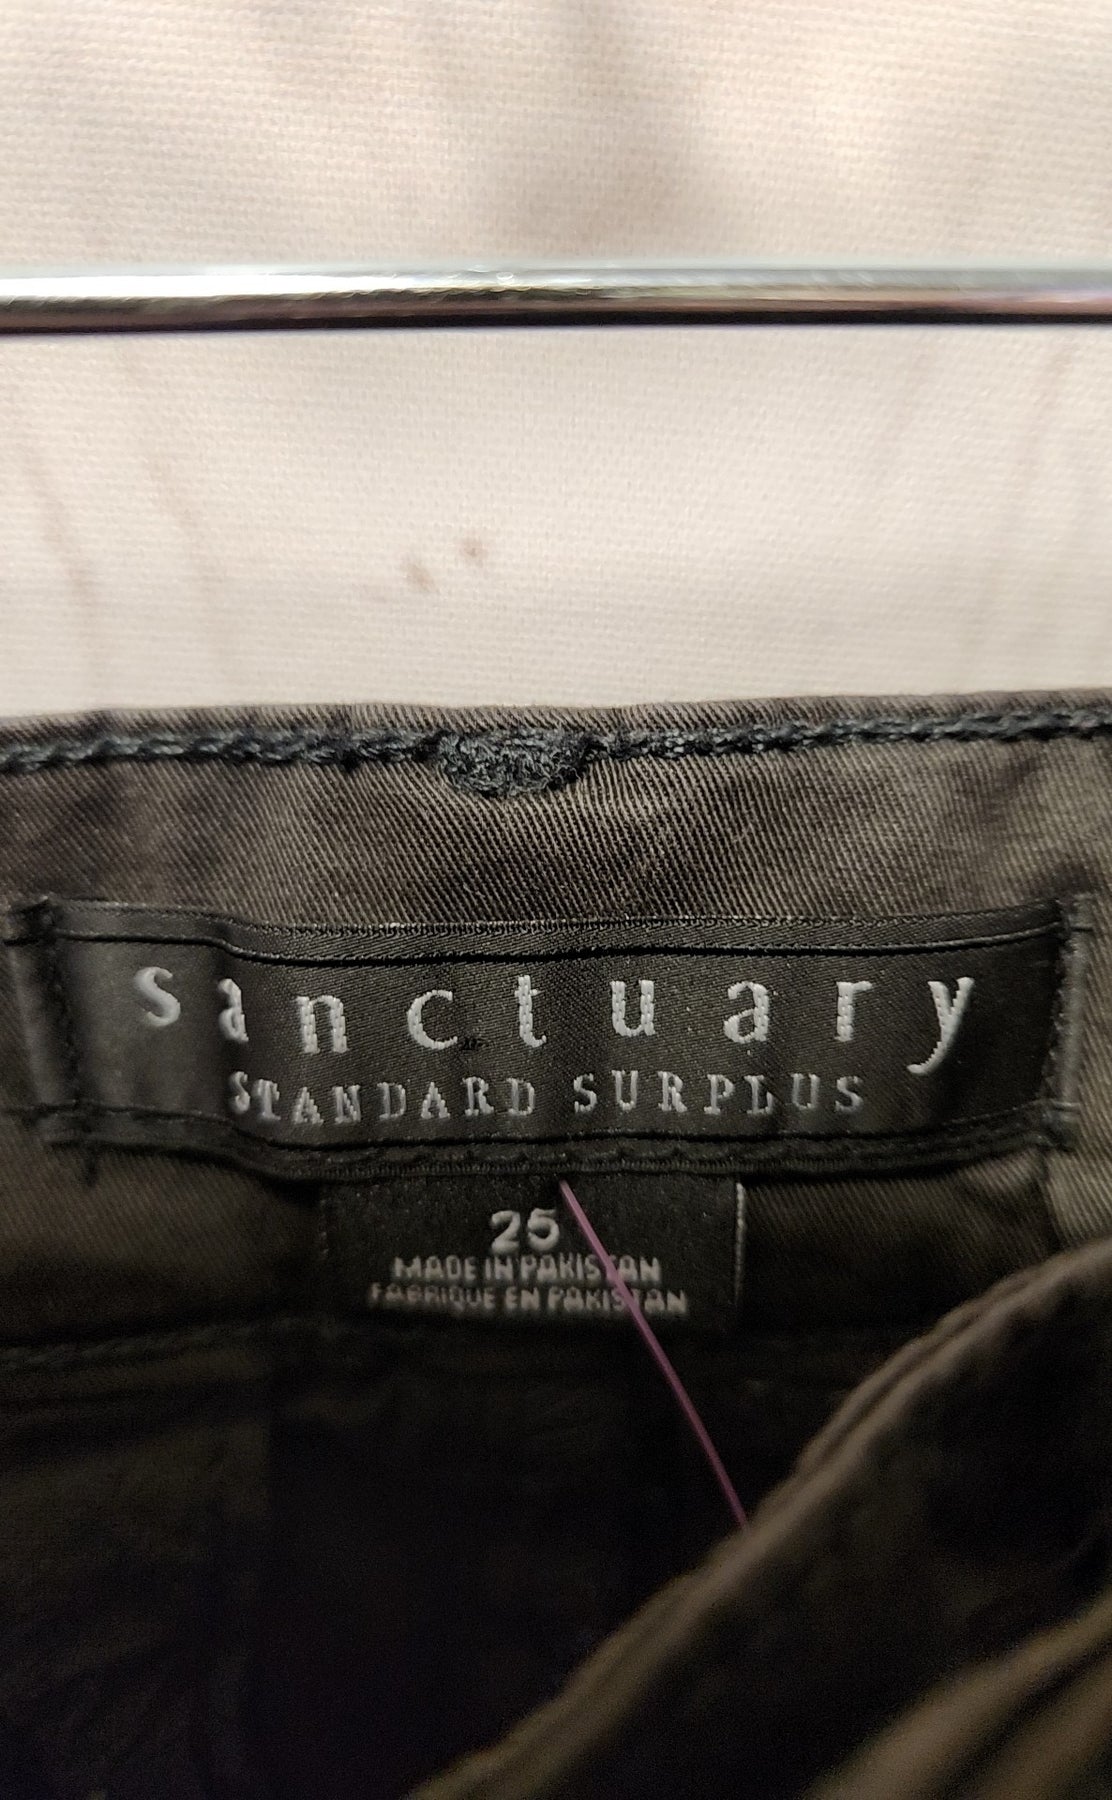 sanctuary
STANDARD SURPLUS
25
MADE IN PAKISTAN
FABRIQUE EN PAKISTAN